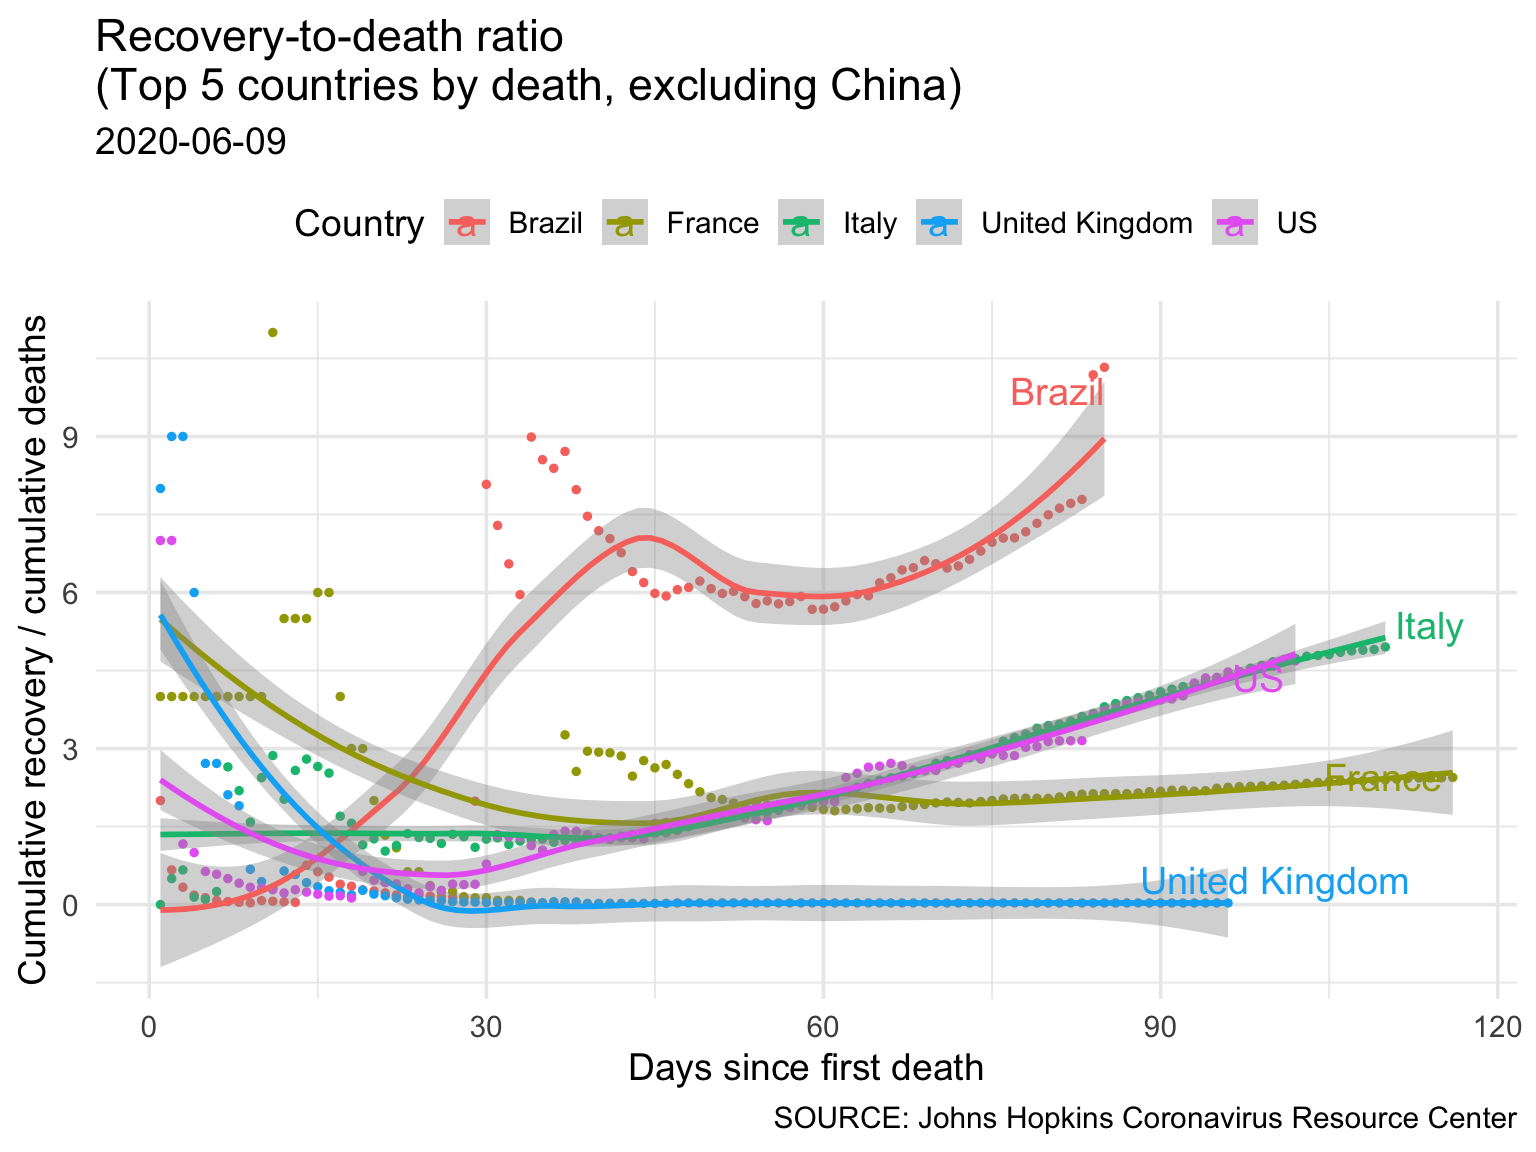 Recovery-to-death ratio
(Top 5 countries by death, excluding China)
2020-06-09
Country a Brazil a France a Italy a United Kingdom a US
Cumulative recovery / cumulative deaths
9
6
3
0
Brazil
Italy
US
France
United Kingdom
0 30 60 90 120
Days since first death
SOURCE: Johns Hopkins Coronavirus Resource Center